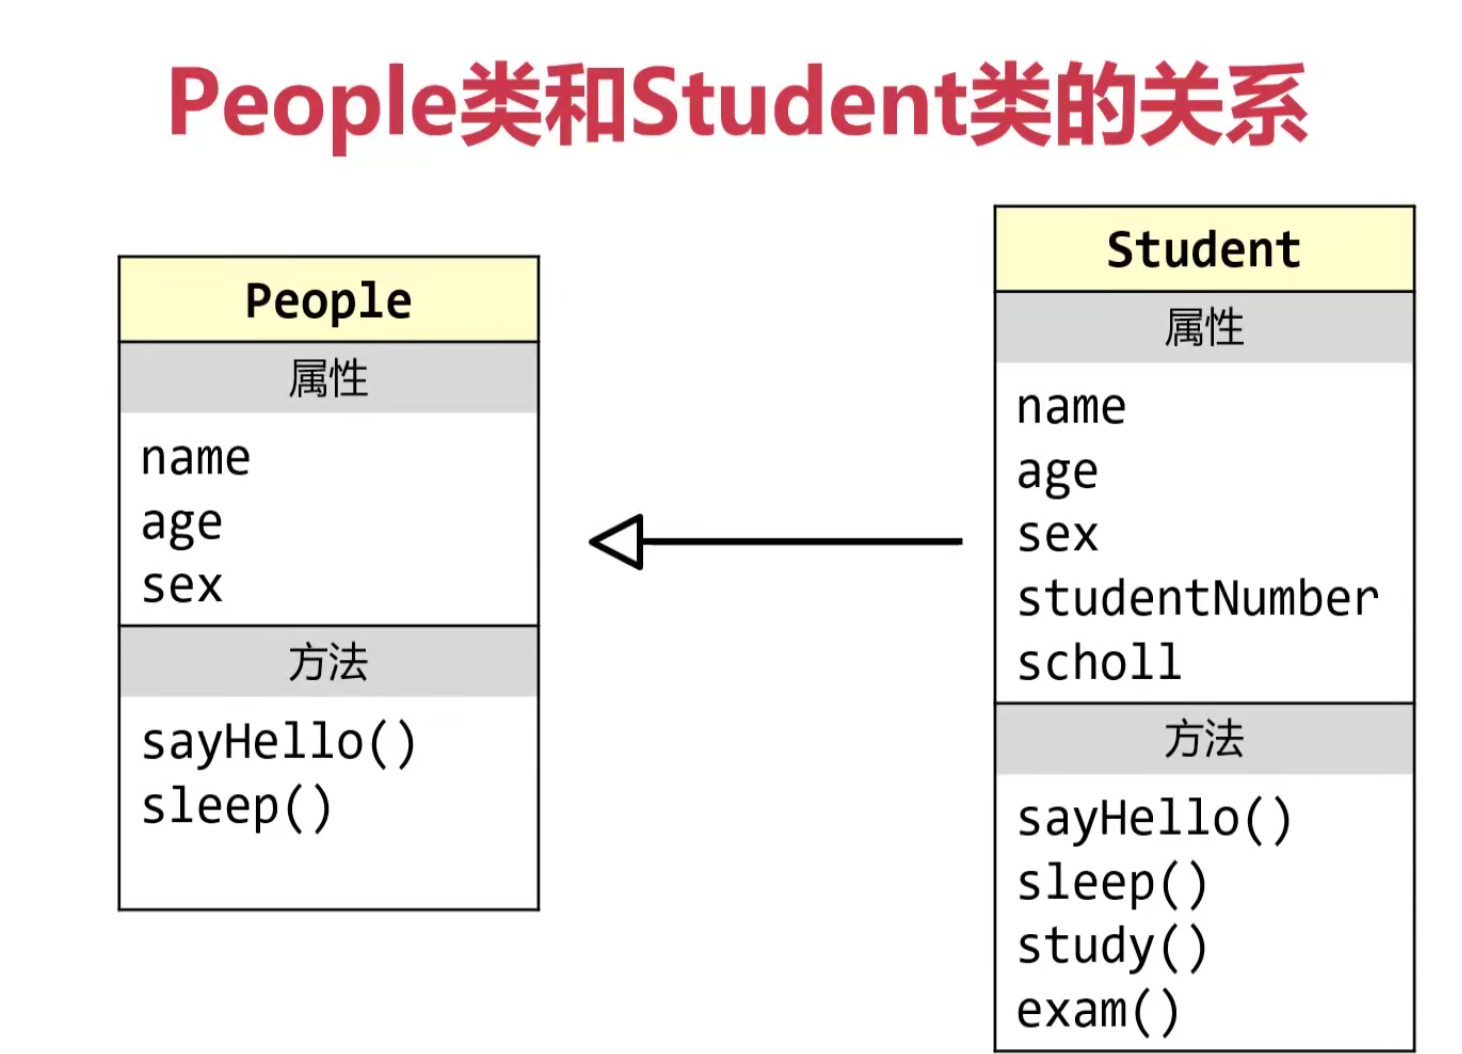 People类和Student类的关系
People
属性
name
age
sex
方法
sayHello()
sleep()
Student
属性
name
age
sex
studentNumber
scholl
方法
sayHello()
sleep()
study()
exam()